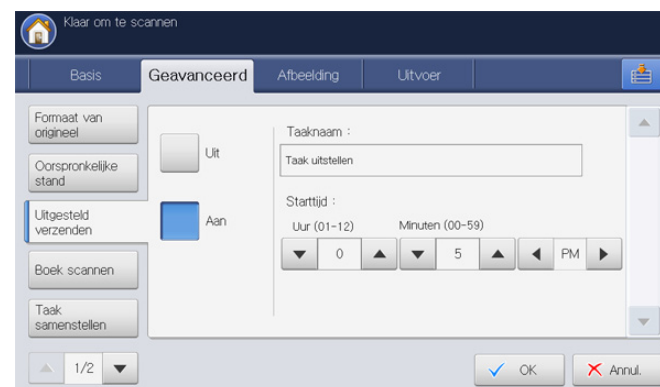 Klaar om te scannen
Basis
Geavanceerd
Afbeelding
Uitvoer
Formaat van
origineel
Oorspronkelijke
stand
Uitgesteld
verzenden
Boek scannen
Taak
samenstellen
1/2
Uit
Aan
Taaknaam :
Taak uitstellen
Starttijd :
Uur (01-12)
Minuten (00-59)
0
5
PM
OK
Annul.